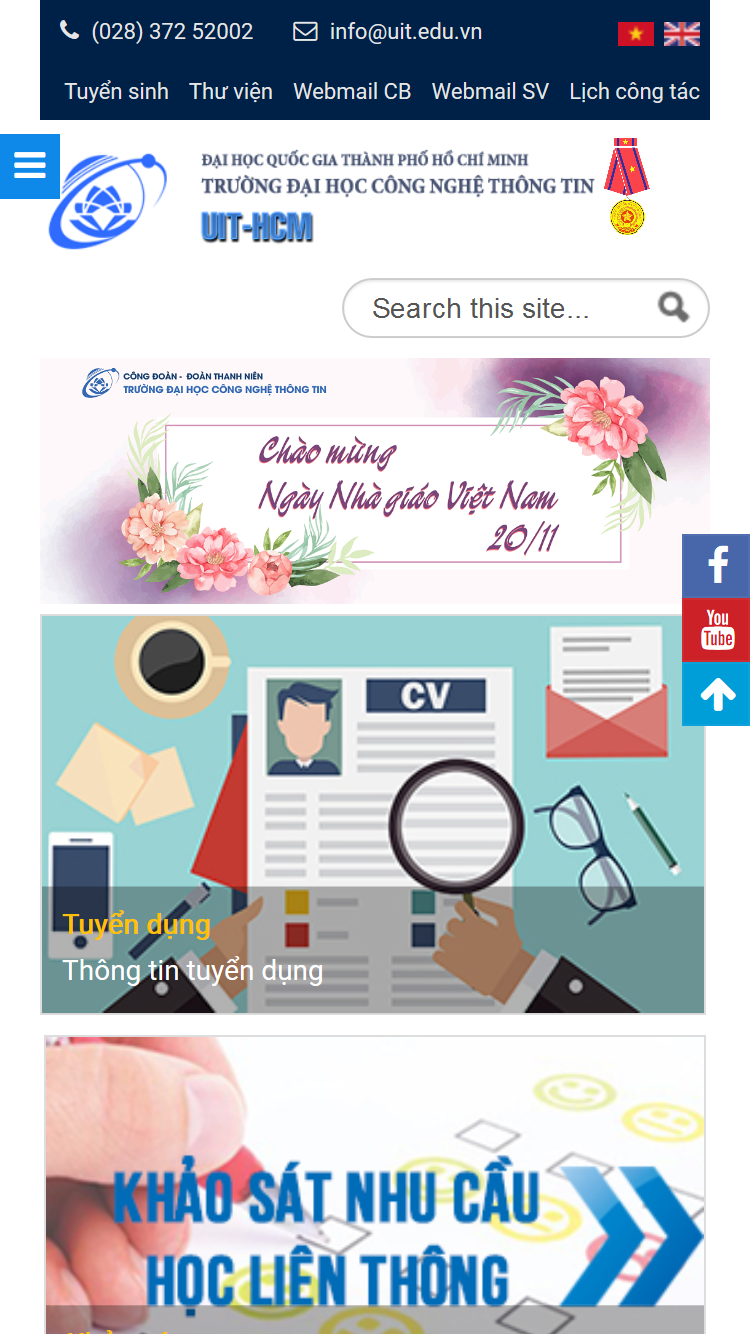 (028) 372 52002 info@uit.edu.vn
Tuyển sinh Thư viện Webmail CB Webmail SV Lịch công tác
ĐẠI HỌC QUỐC GIA THÀNH PHỐ HỒ CHÍ MINH
TRƯỜNG ĐẠI HỌC CÔNG NGHỆ THÔNG TIN
UIT-HCM
Search this site...
CÔNG ĐOÀN - ĐOÀN THANH NIÊN
TRƯỜNG ĐẠI HỌC CÔNG NGHỆ THÔNG TIN
Chào mừng
Ngày Nhà giáo Việt Nam
20/11
f
You
Tube
CV
Tuyển dụng
Thông tin tuyển dụng
KHẢO SÁT NHU CẦU
HỌC LIÊN THÔNG